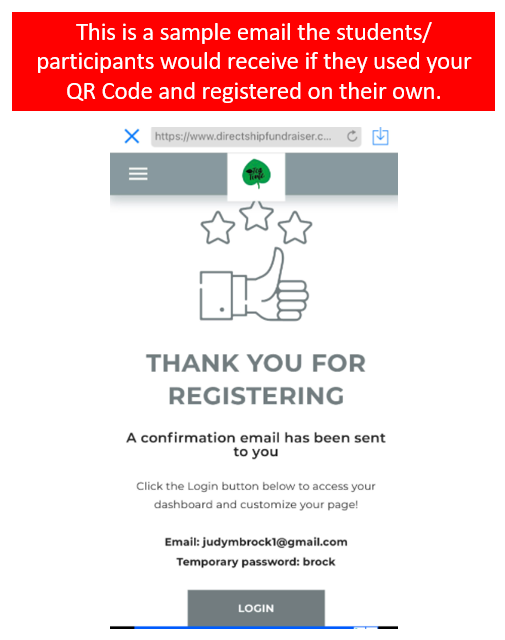 This is a sample email the students/
participants would receive if they used your
QR Code and registered on their own.
https://www.directshipfundraiser.c...
THANK YOU FOR
REGISTERING
A confirmation email has been sent
to you
Click the Login button below to access your
dashboard and customize your page!
Email: judymbrock1@gmail.com
Temporary password: brock
LOGIN